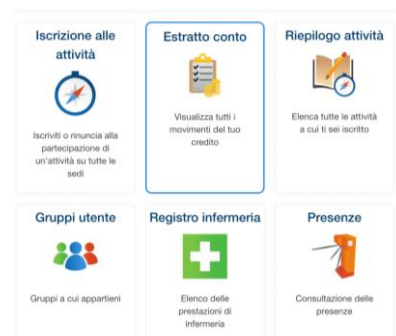 Iscrizione alle
attività
Iscriviti o rinuncia alla
partecipazione di
un'attività su tutte le
sedi
Estratto conto
Visualizza tutti i
movimenti del tuo
credito
Riepilogo attività
Elenca tutte le attività
a cui ti sei iscritto
Gruppi utente
Gruppi a cui appartieni
Registro infermeria
Elenco delle
prestazioni di
infermeria
Presenze
Consultazione delle
presenze